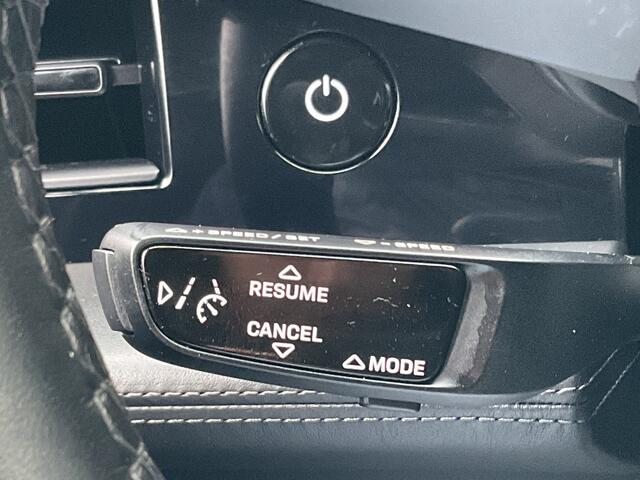 + SPEED/SET - SPEED
RESUME
CANCEL
MODE